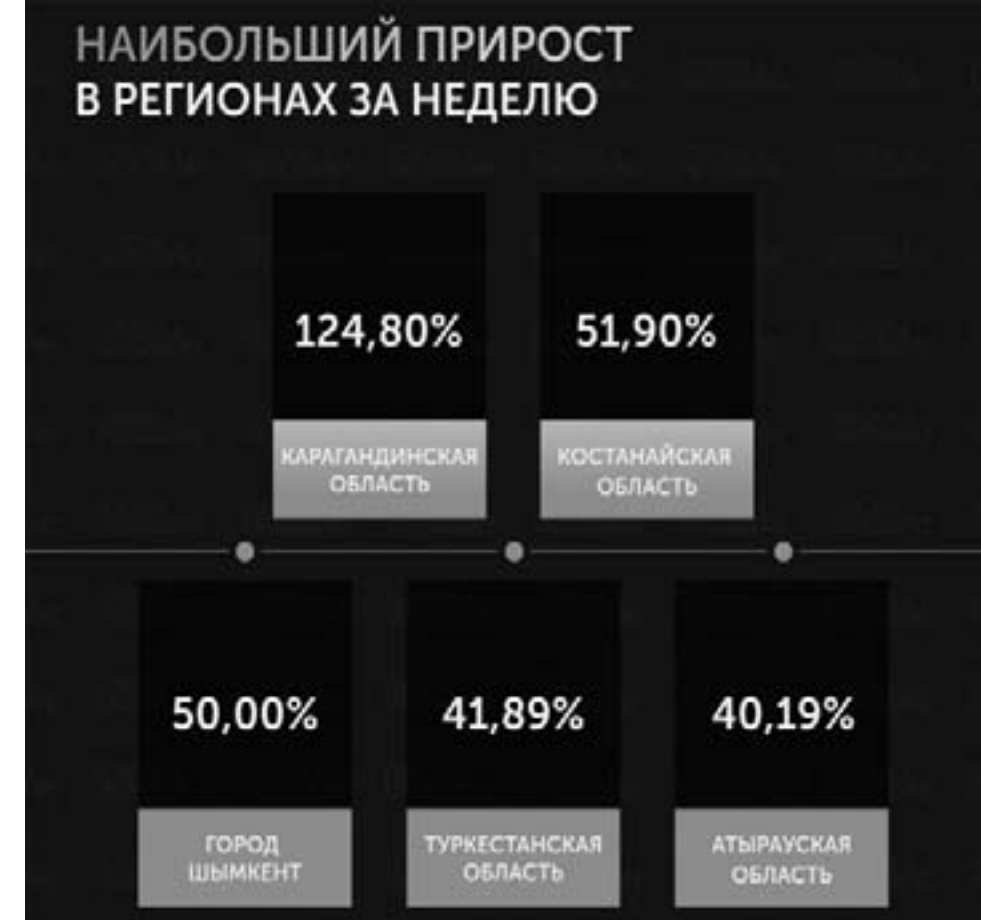 НАИБОЛЬШИЙ ПРИРОСТ
В РЕГИОНАХ ЗА НЕДЕЛЮ
124,80%
КАРАГАНДИНСКАЯ
ОБЛАСТЬ
51,90%
КОСТАНАЙСКАЯ
ОБЛАСТЬ
50,00%
ГОРОД
ШЫМКЕНТ
41,89%
ТУРКЕСТАНСКАЯ
ОБЛАСТЬ
40,19%
АТЫРАУСКАЯ
ОБЛАСТЬ